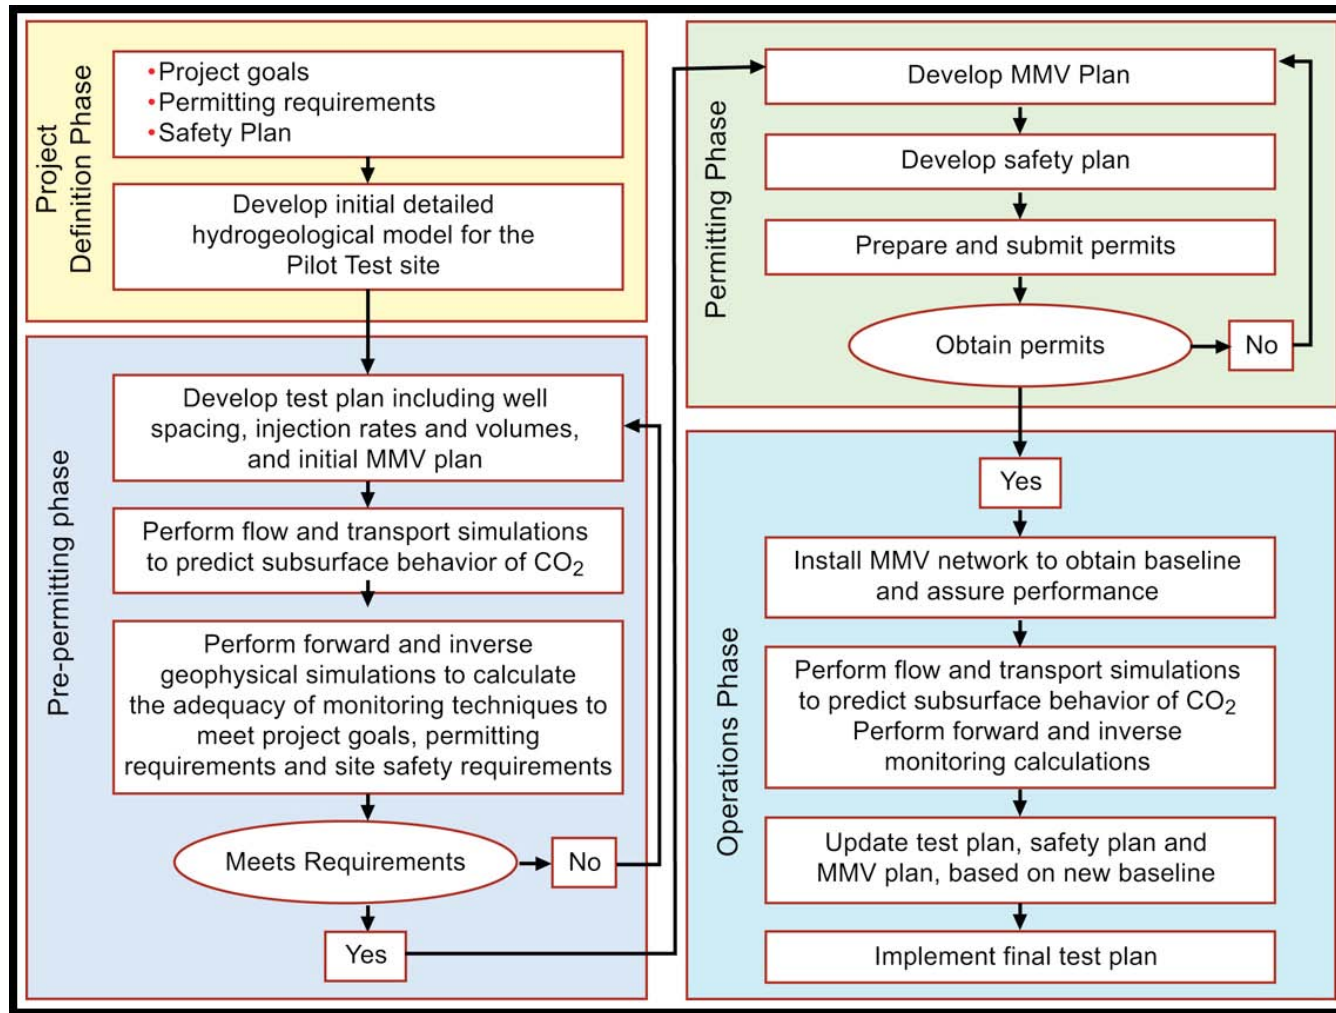 Project
Definition Phase
•Project goals
•Permitting requirements
•Safety Plan
Develop initial detailed
hydrogeological model for the
Pilot Test site
Pre-permitting phase
Develop test plan including well
spacing, injection rates and volumes,
and initial MMV plan
Perform flow and transport simulations
to predict subsurface behavior of CO2
Perform forward and inverse
geophysical simulations to calculate
the adequacy of monitoring techniques to
meet project goals, permitting
requirements and site safety requirements
Meets Requirements
No
Yes
Permitting Phase
Develop MMV Plan
Develop safety plan
Prepare and submit permits
Obtain permits
No
Operations Phase
Yes
Install MMV network to obtain baseline
and assure performance
Perform flow and transport simulations
to predict subsurface behavior of CO2
Perform forward and inverse
monitoring calculations
Update test plan, safety plan and
MMV plan, based on new baseline
Implement final test plan